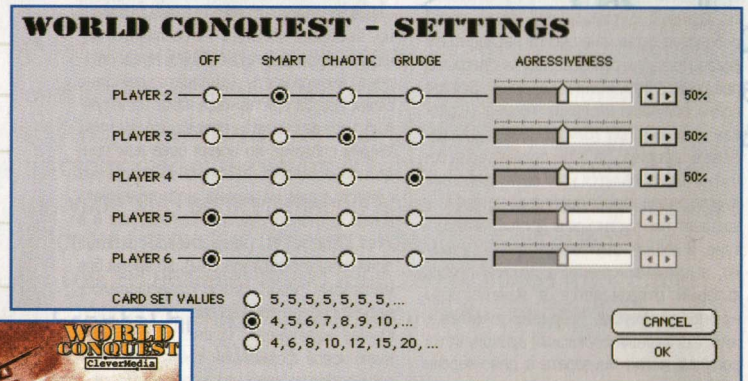 WORLD CONQUEST - SETTINGS
OFF SMART CHAOTIC GRUDGE AGRESSIVENESS
PLAYER 2 50%
PLAYER 3 50%
PLAYER 4 50%
PLAYER 5
PLAYER 6
CARD SET VALUES 5, 5, 5, 5, 5, 5, 5, ...
4, 5, 6, 7, 8, 9, 10, ...
4, 6, 8, 10, 12, 15, 20, ...
CANCEL
OK
WORLD
CONQUEST
CleverMedia